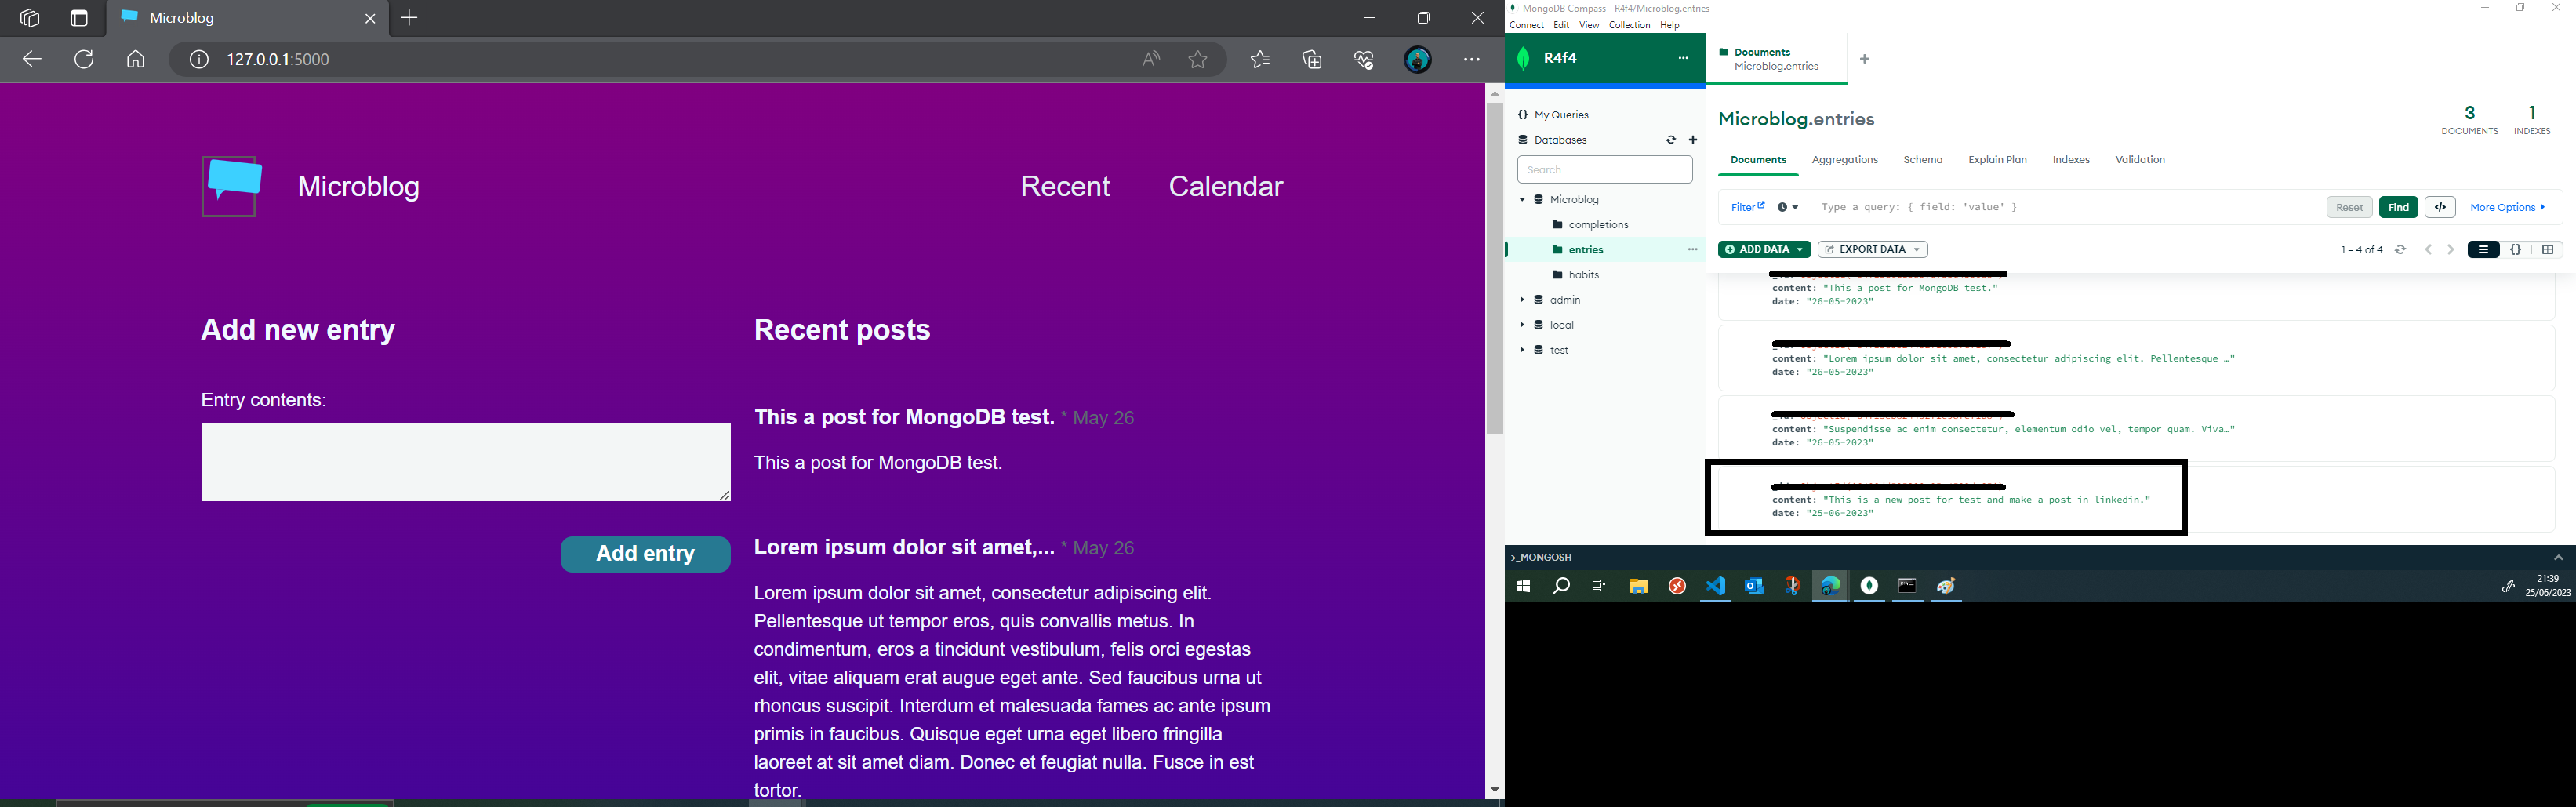 Microblog
127.0.0.1:5000
Microblog
Recent
Calendar
Add new entry
Entry contents:
Add entry
Recent posts
This a post for MongoDB test. * May 26
This a post for MongoDB test.
Lorem ipsum dolor sit amet,... * May 26
Lorem ipsum dolor sit amet, consectetur adipiscing elit.
Pellentesque ut tempor eros, quis convallis metus. In
condimentum, eros a tincidunt vestibulum, felis orci egestas
elit, vitae aliquam erat augue eget ante. Sed faucibus urna ut
rhoncus suscipit. Interdum et malesuada fames ac ante ipsum
primis in faucibus. Quisque eget urna eget libero fringilla
laoreet at sit amet diam. Donec et feugiat nulla. Fusce in est
tortor.
MongoDB Compass - R4f4/Microblog.entries
Connect Edit View Collection Help
R4f4
Documents
Microblog.entries
My Queries
Databases
Search
Microblog
completions
entries
habits
admin
local
test
Microblog.entries
3
DOCUMENTS
1
INDEXES
Documents Aggregations Schema Explain Plan Indexes Validation
Filter
Type a query: { field: 'value' }
Reset
Find
More Options
ADD DATA
EXPORT DATA
1 – 4 of 4
content: "This a post for MongoDB test."
date: "26-05-2023"
content: "Lorem ipsum dolor sit amet, consectetur adipiscing elit. Pellentesque …"
date: "26-05-2023"
content: "Suspendisse ac enim consectetur, elementum odio vel, tempor quam. Viva…"
date: "26-05-2023"
content: "This is a new post for test and make a post in linkedin."
date: "25-06-2023"
>_MONGOSH
21:39
25/06/2023